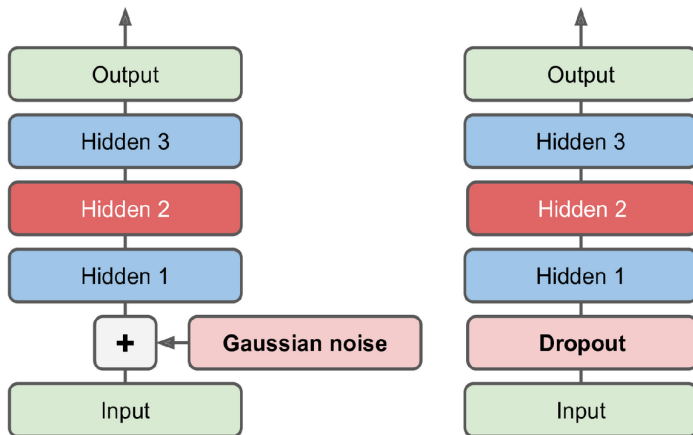 Output
Hidden 3
Hidden 2
Hidden 1
+
Gaussian noise
Input
Output
Hidden 3
Hidden 2
Hidden 1
Dropout
Input